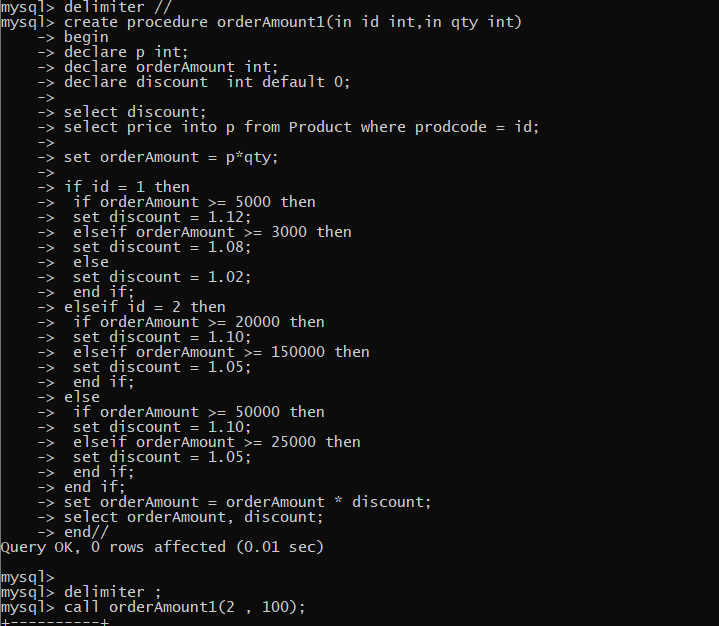 mysql> delimiter //
mysql> create procedure orderAmount1(in id int,in qty int)
    -> begin
    -> declare p int;
    -> declare orderAmount int;
    -> declare discount  int default 0;
    ->
    -> select discount;
    -> select price into p from Product where prodcode = id;
    ->
    -> set orderAmount = p*qty;
    ->
    -> if id = 1 then
    ->  if orderAmount >= 5000 then
    ->  set discount = 1.12;
    ->  elseif orderAmount >= 3000 then
    ->  set discount = 1.08;
    ->  else
    ->  set discount = 1.02;
    ->  end if;
    -> elseif id = 2 then
    ->  if orderAmount >= 20000 then
    ->  set discount = 1.10;
    ->  elseif orderAmount >= 150000 then
    ->  set discount = 1.05;
    ->  end if;
    -> else
    ->  if orderAmount >= 50000 then
    ->  set discount = 1.10;
    ->  elseif orderAmount >= 25000 then
    ->  set discount = 1.05;
    ->  end if;
    -> end if;
    -> set orderAmount = orderAmount * discount;
    -> select orderAmount, discount;
    -> end//
Query OK, 0 rows affected (0.01 sec)

mysql>
mysql> delimiter ;
mysql> call orderAmount1(2 , 100);
+----------+